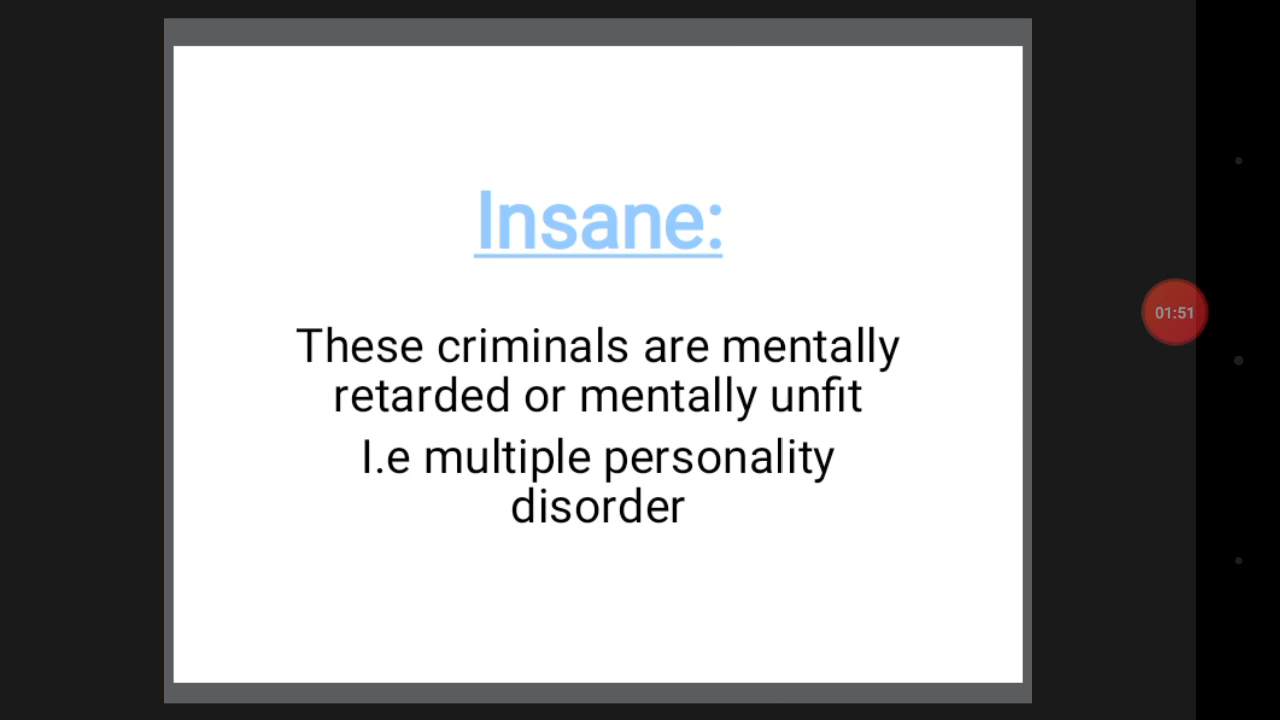 Insane:
These criminals are mentally
retarded or mentally unfit
I.e multiple personality
disorder
01:51